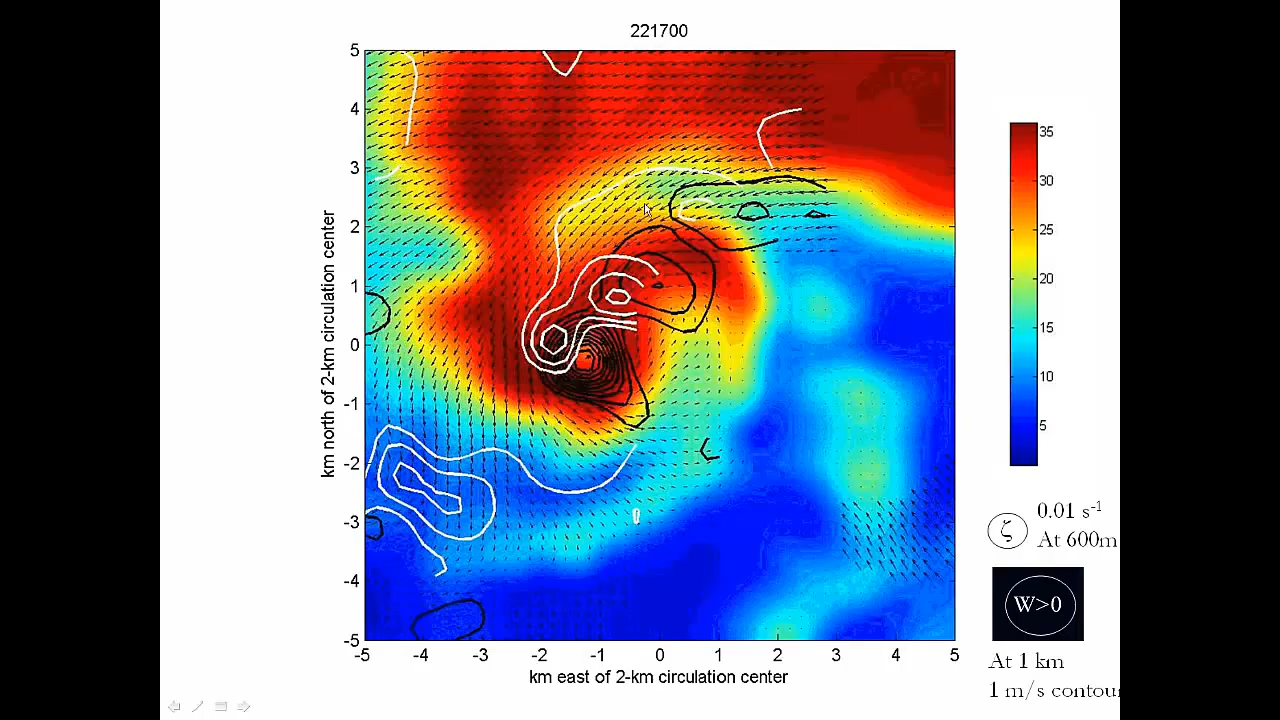 221700
5
4
3
2
1
0
-1
-2
-3
-4
-5
km north of 2-km circulation center
-5 -4 -3 -2 -1 0 1 2 3 4 5
km east of 2-km circulation center
35
30
25
20
15
10
5
ζ
0.01 s⁻¹
At 600m
W>0
At 1 km
1 m/s contour